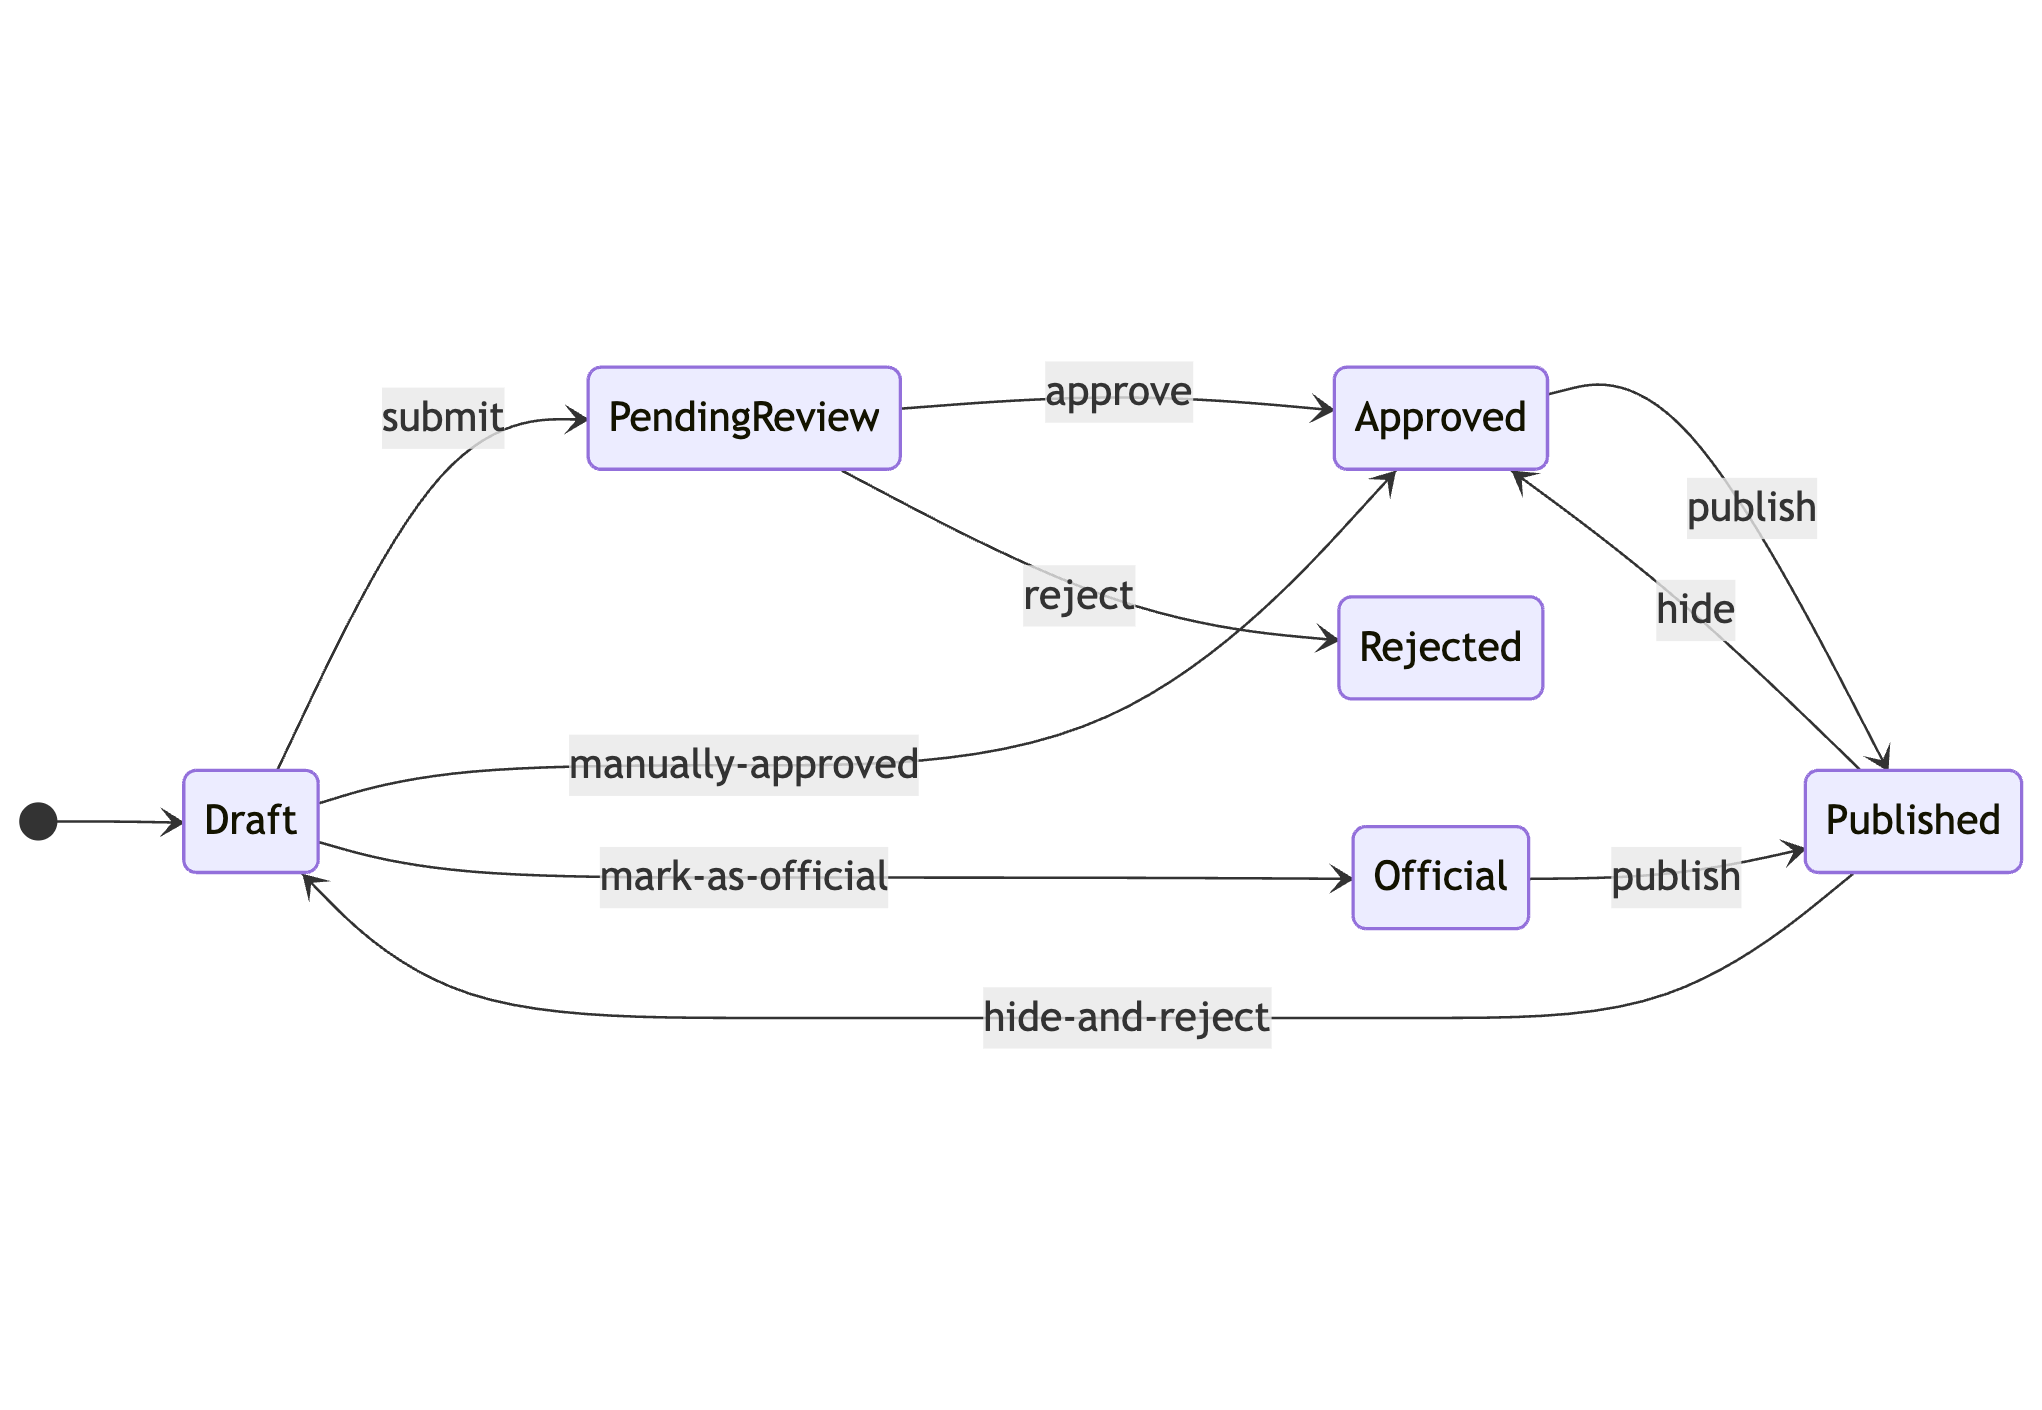 submit
PendingReview
approve
Approved
publish
hide
reject
Rejected
manually-approved
Draft
Published
mark-as-official
Official
publish
hide-and-reject